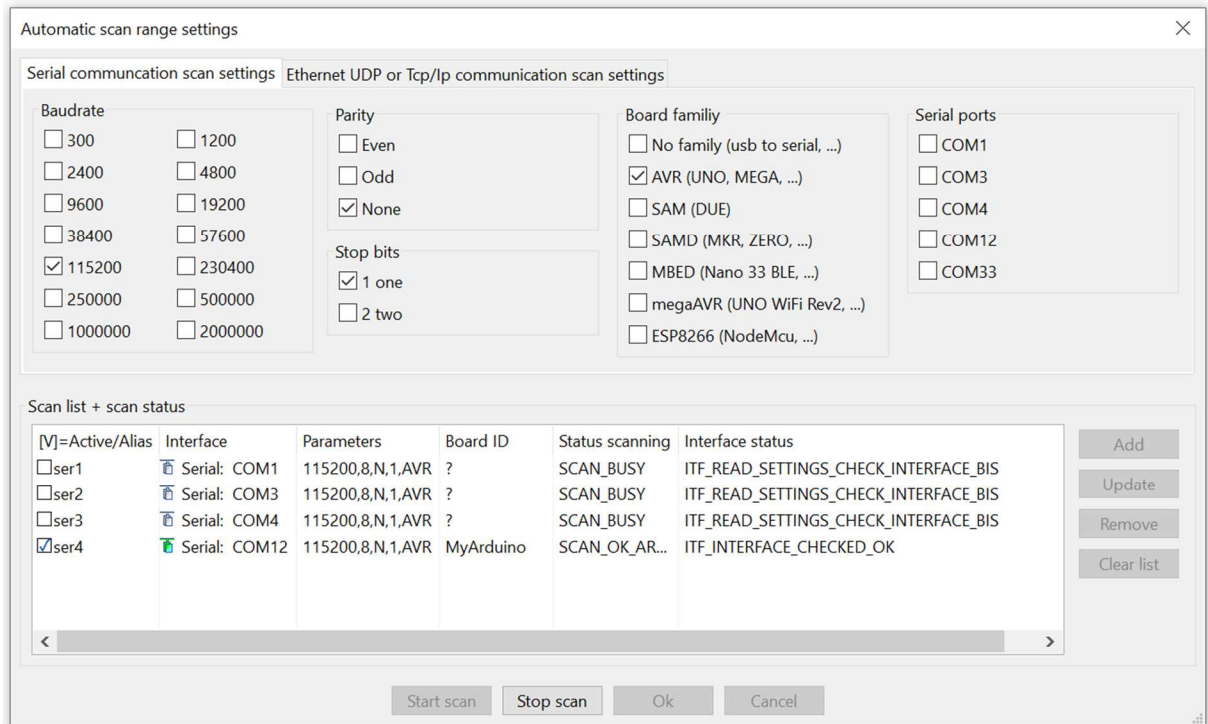 Automatic scan range settings
Serial communcation scan settings Ethernet UDP or Tcp/Ip communication scan settings
Baudrate
300 1200
2400 4800
9600 19200
38400 57600
115200 230400
250000 500000
1000000 2000000
Parity
Even
Odd
None
Stop bits
1 one
2 two
Board familiy
No family (usb to serial, ...)
AVR (UNO, MEGA, ...)
SAM (DUE)
SAMD (MKR, ZERO, ...)
MBED (Nano 33 BLE, ...)
megaAVR (UNO WiFi Rev2, ...)
ESP8266 (NodeMcu, ...)
Serial ports
COM1
COM3
COM4
COM12
COM33
Scan list + scan status
[V]=Active/Alias Interface Parameters Board ID Status scanning Interface status
ser1 Serial: COM1 115200,8,N,1,AVR ? SCAN_BUSY ITF_READ_SETTINGS_CHECK_INTERFACE_BIS
ser2 Serial: COM3 115200,8,N,1,AVR ? SCAN_BUSY ITF_READ_SETTINGS_CHECK_INTERFACE_BIS
ser3 Serial: COM4 115200,8,N,1,AVR ? SCAN_BUSY ITF_READ_SETTINGS_CHECK_INTERFACE_BIS
ser4 Serial: COM12 115200,8,N,1,AVR MyArduino SCAN_OK_AR... ITF_INTERFACE_CHECKED_OK
Add
Update
Remove
Clear list
Start scan Stop scan Ok Cancel